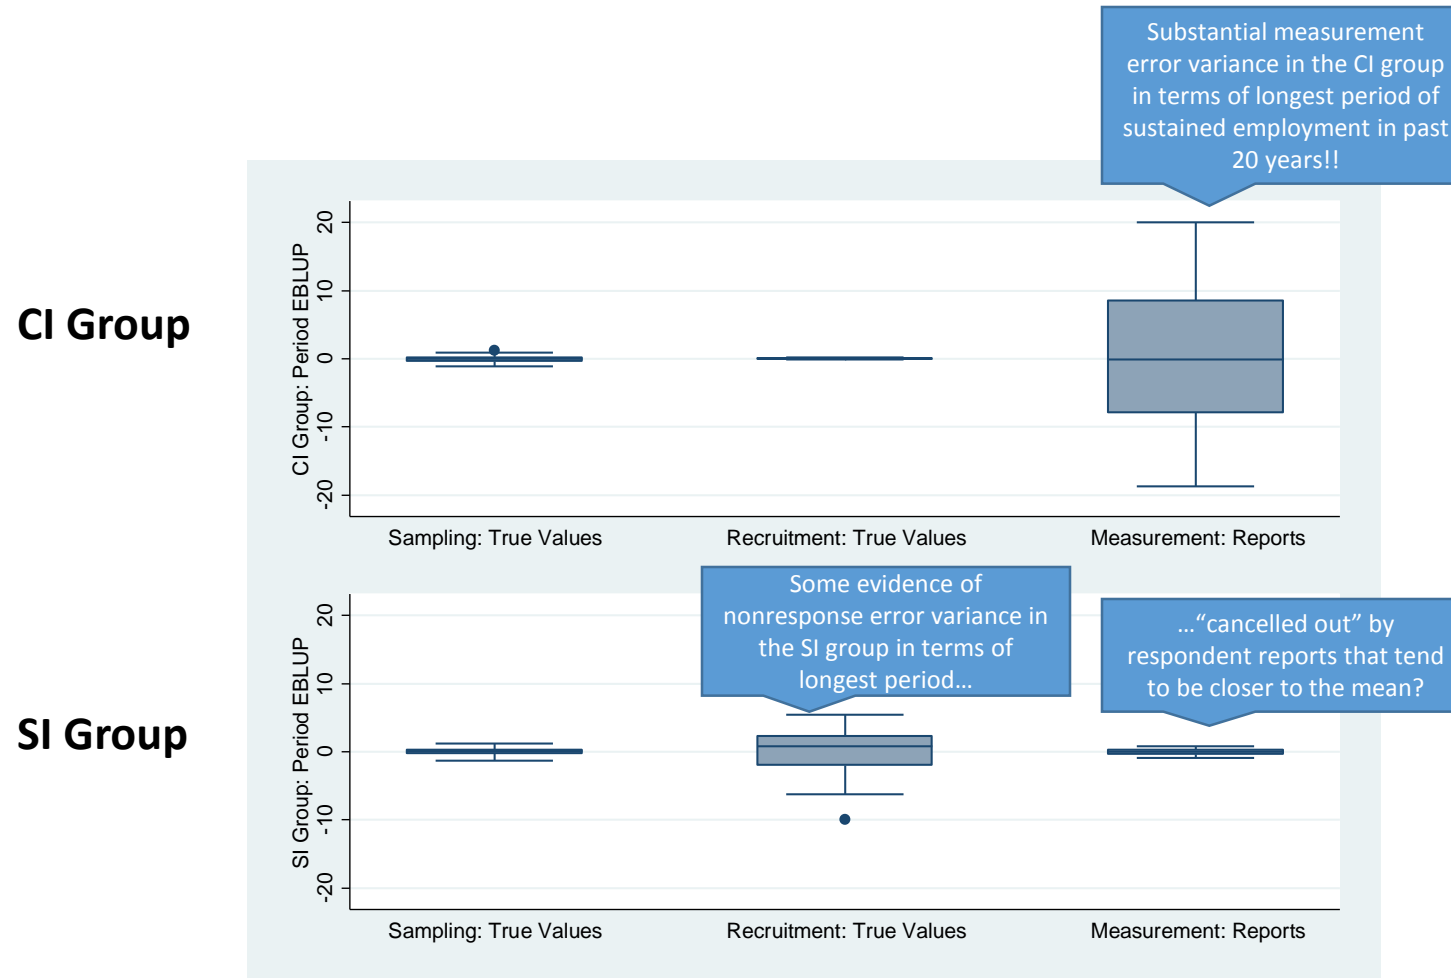 Substantial measurement
error variance in the CI group
in terms of longest period of
sustained employment in past
20 years!!
CI Group
CI Group: Period EBLUP
20
10
0
-10
-20
Sampling: True Values
Recruitment: True Values
Measurement: Reports
Some evidence of
nonresponse error variance in
the SI group in terms of
longest period…
…“cancelled out” by
respondent reports that tend
to be closer to the mean?
SI Group
SI Group: Period EBLUP
20
10
0
-10
-20
Sampling: True Values
Recruitment: True Values
Measurement: Reports